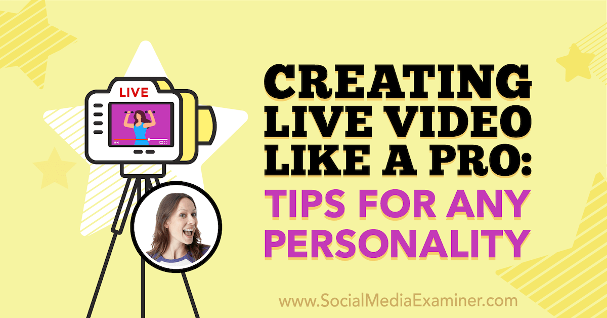 LIVE
CREATING
LIVE VIDEO
LIKE A PRO:
TIPS FOR ANY
PERSONALITY
www.SocialMediaExaminer.com